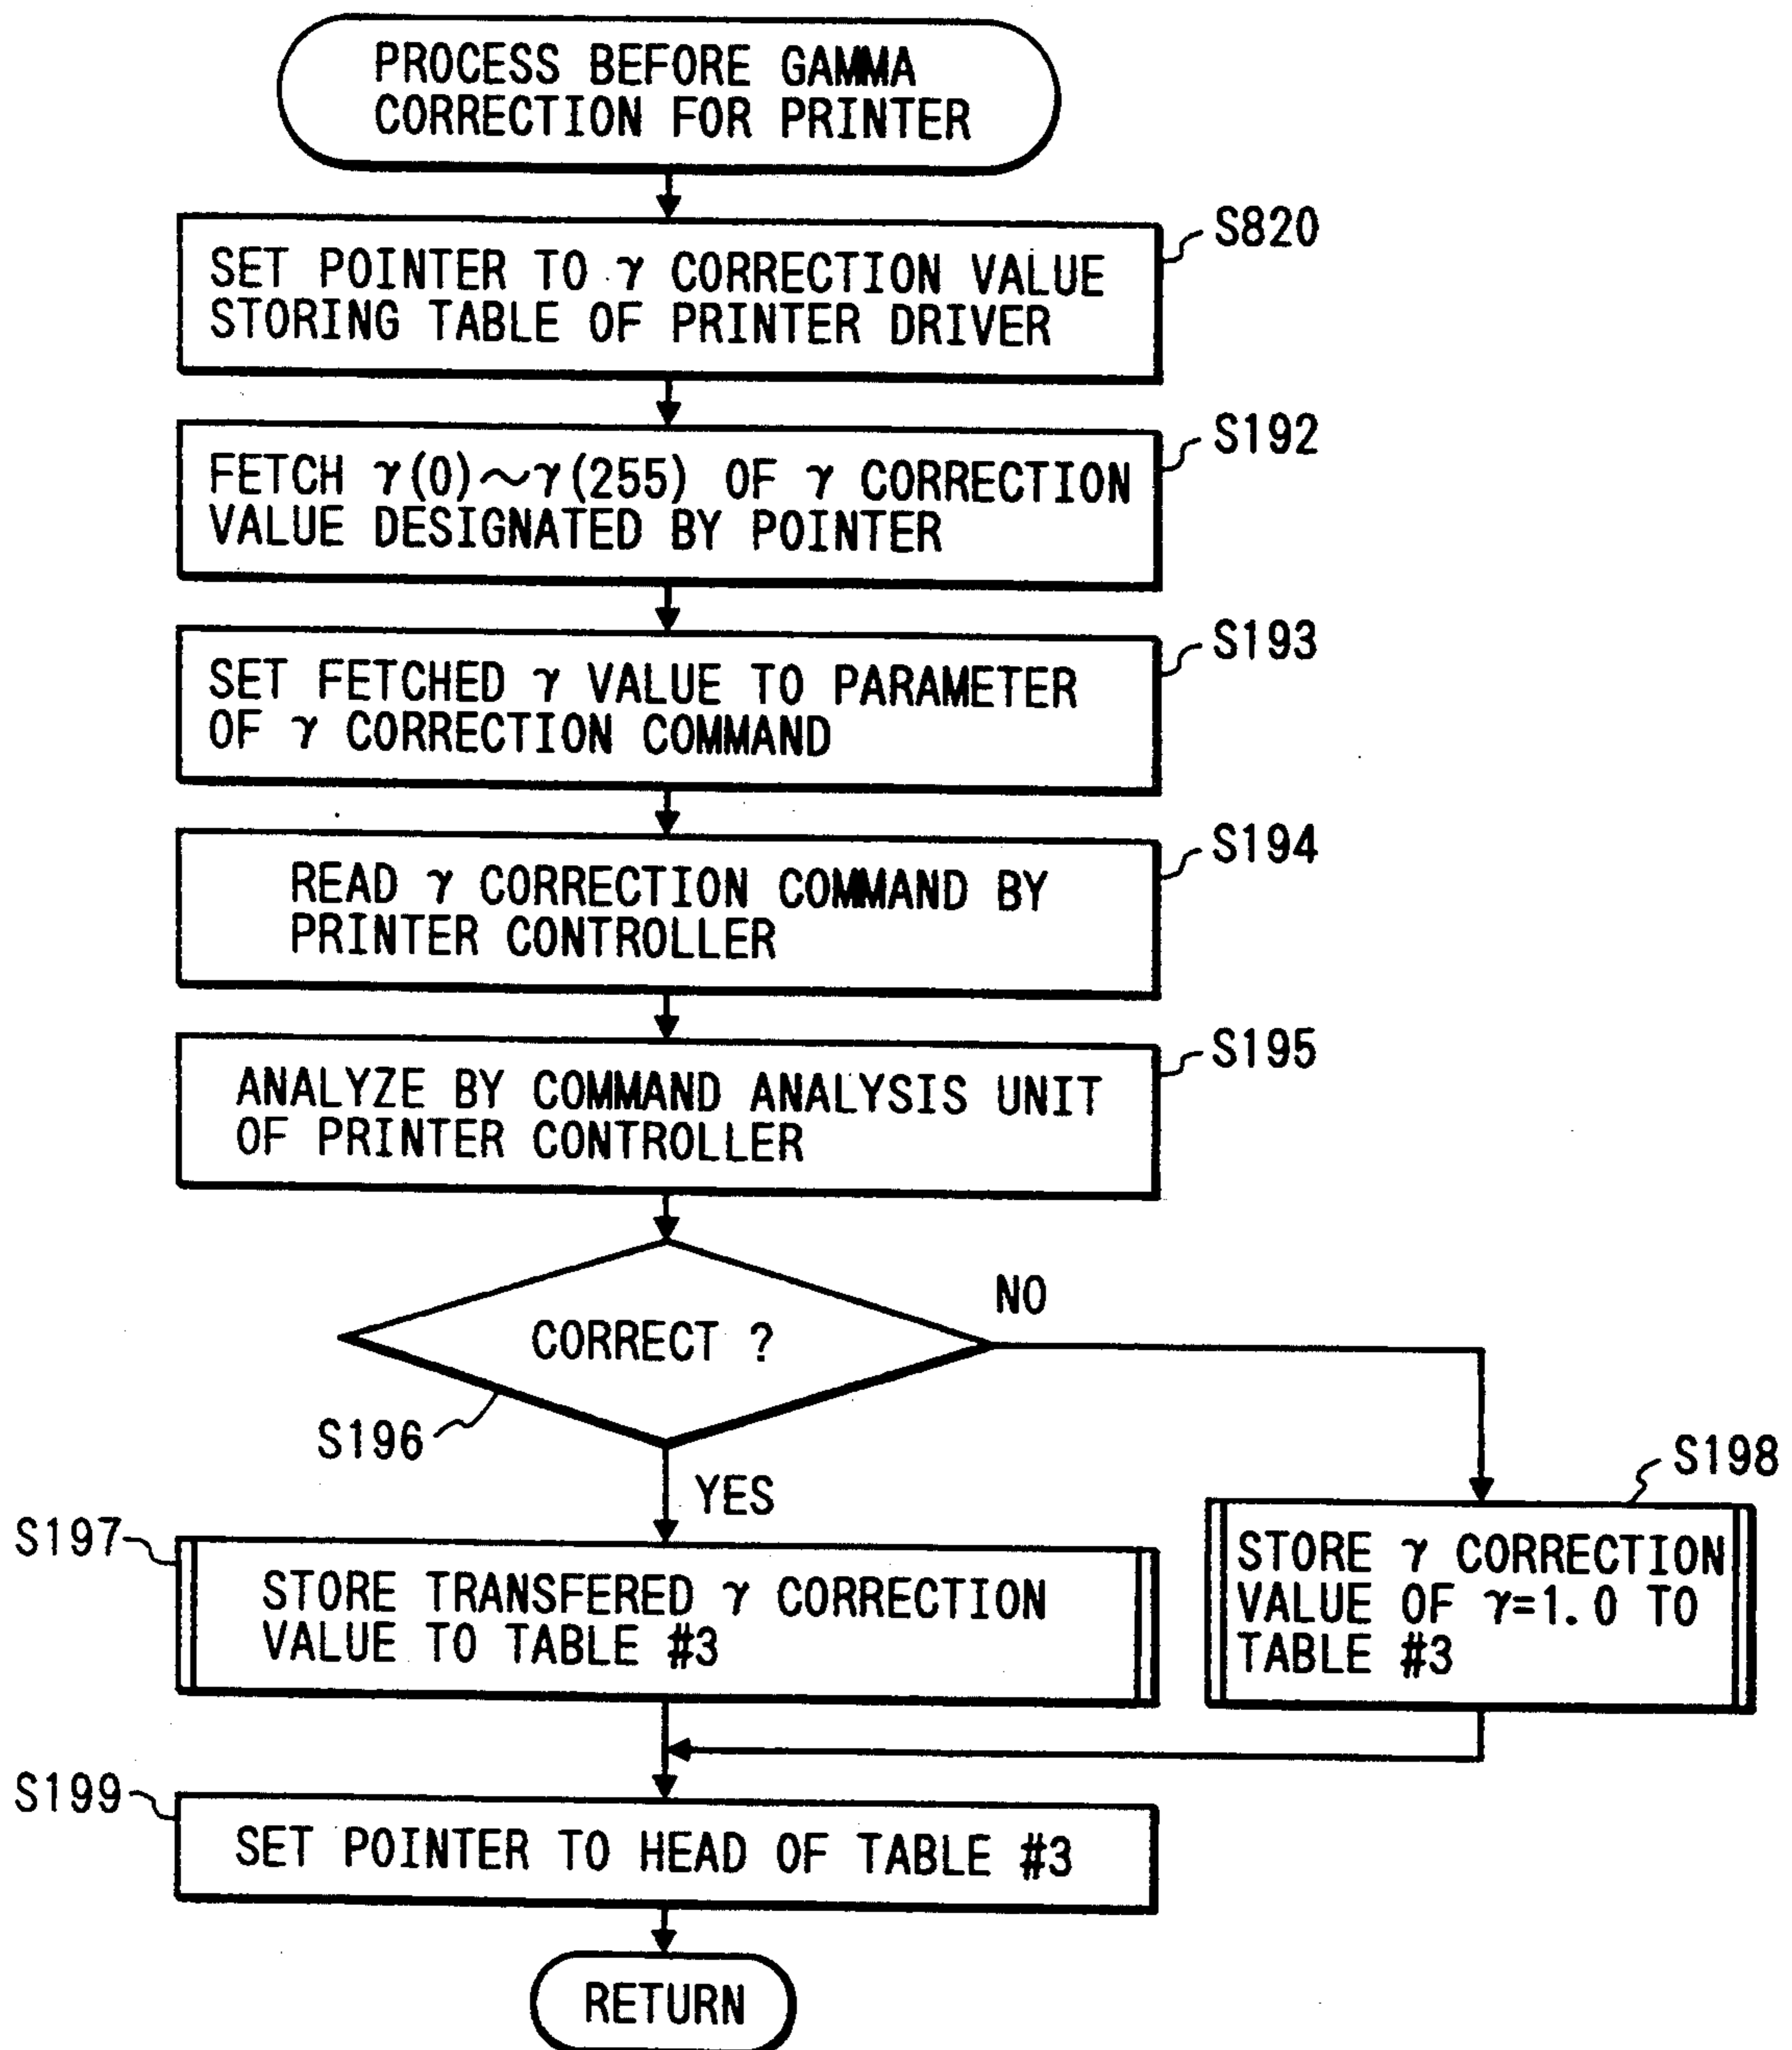 PROCESS BEFORE GAMMA
CORRECTION FOR PRINTER
S820
SET POINTER TO γ CORRECTION VALUE
STORING TABLE OF PRINTER DRIVER
S192
FETCH γ(0)~γ(255) OF γ CORRECTION
VALUE DESIGNATED BY POINTER
S193
SET FETCHED γ VALUE TO PARAMETER
OF γ CORRECTION COMMAND
S194
READ γ CORRECTION COMMAND BY
PRINTER CONTROLLER
S195
ANALYZE BY COMMAND ANALYSIS UNIT
OF PRINTER CONTROLLER
NO
CORRECT ?
S196
YES
S198
STORE γ CORRECTION
VALUE OF γ=1.0 TO
TABLE #3
S197
STORE TRANSFERED γ CORRECTION
VALUE TO TABLE #3
S199
SET POINTER TO HEAD OF TABLE #3
RETURN